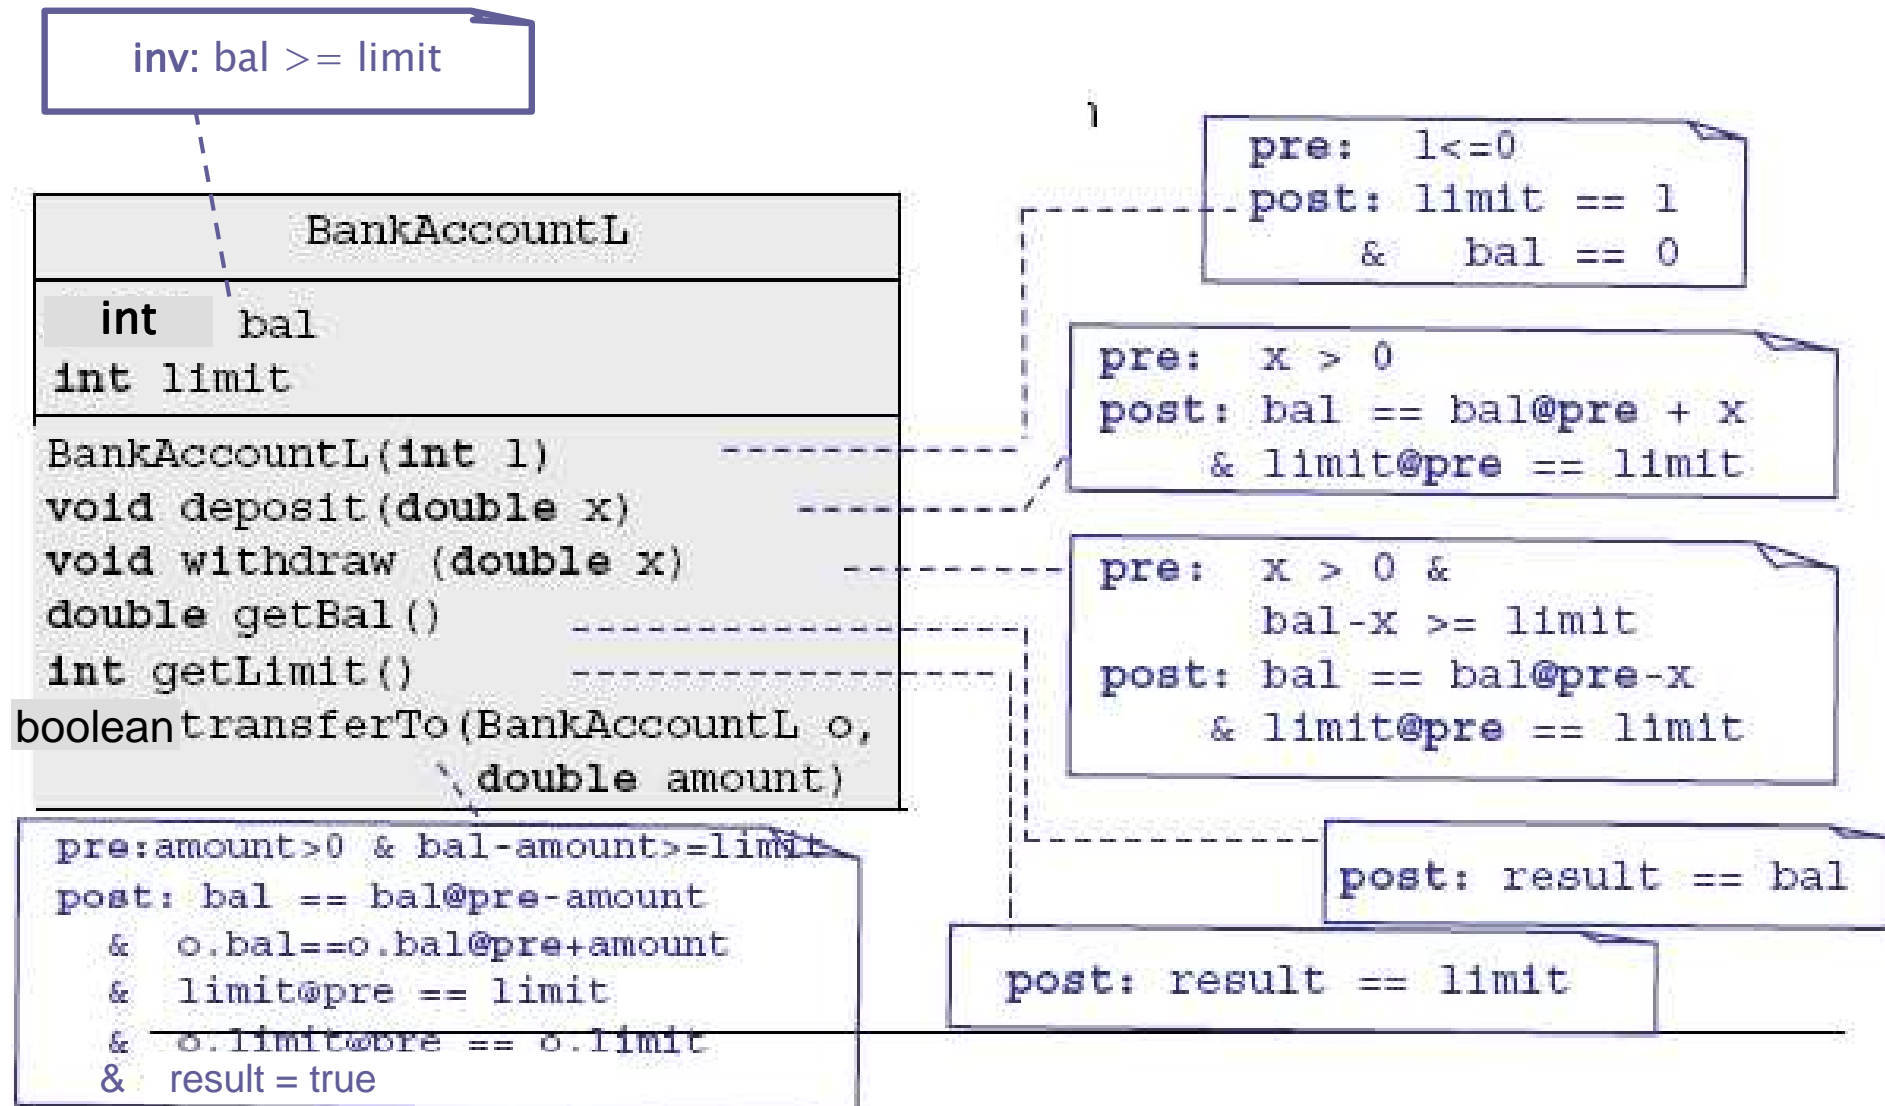 inv: bal >= limit
BankAccountL
int bal
int limit
BankAccountL(int l)
void deposit(double x)
void withdraw (double x)
double getBal()
int getLimit()
boolean transferTo(BankAccountL o,
double amount)
pre: l<=0
post: limit == l
& bal == 0
pre: x > 0
post: bal == bal@pre + x
& limit@pre == limit
pre: x > 0 &
bal-x >= limit
post: bal == bal@pre-x
& limit@pre == limit
post: result == bal
post: result == limit
pre:amount>0 & bal-amount>=limit
post: bal == bal@pre-amount
& o.bal==o.bal@pre+amount
& limit@pre == limit
& o.limit@pre == o.limit
& result = true